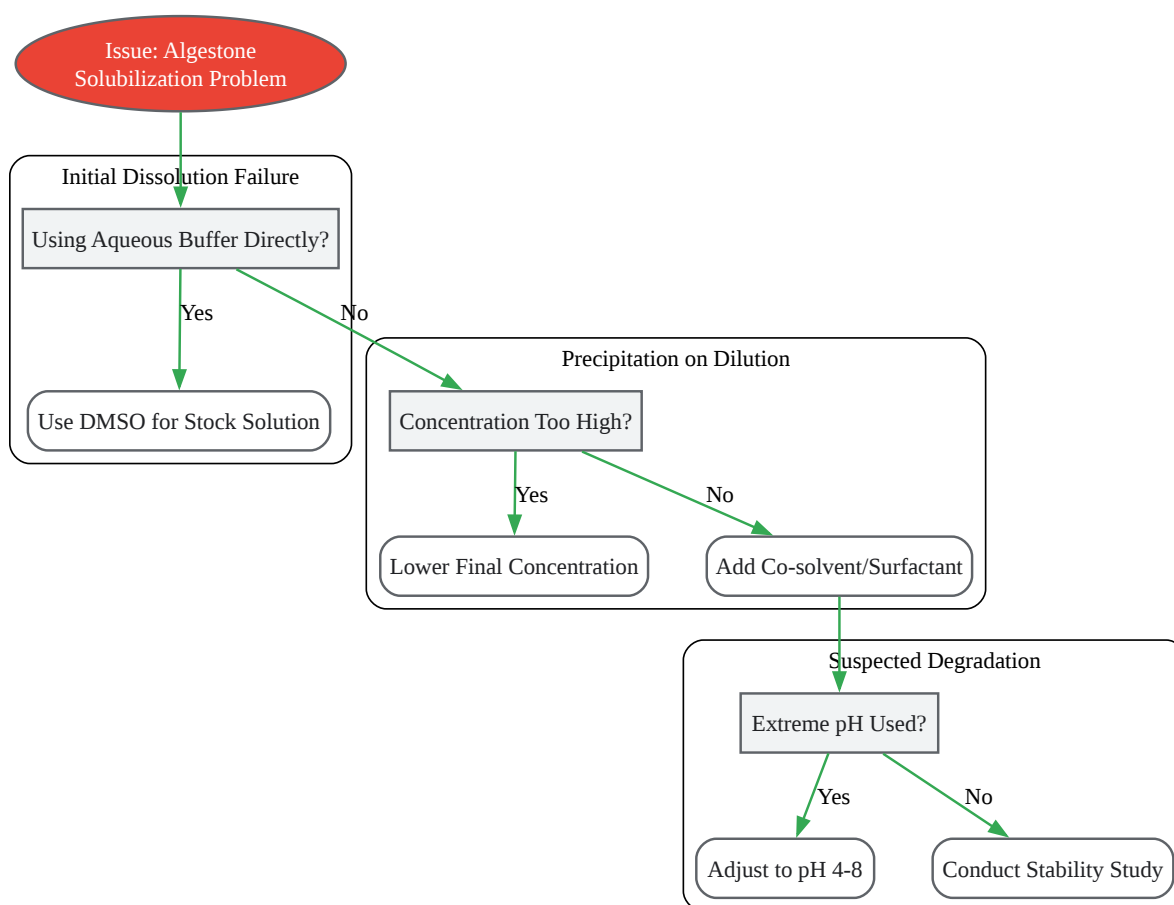 Issue: Algestone
Solubilization Problem
Initial Dissolution Failure
Using Aqueous Buffer Directly?
Yes
No
Use DMSO for Stock Solution
Precipitation on Dilution
Concentration Too High?
Yes
No
Lower Final Concentration
Add Co-solvent/Surfactant
Suspected Degradation
Extreme pH Used?
Yes
No
Adjust to pH 4-8
Conduct Stability Study